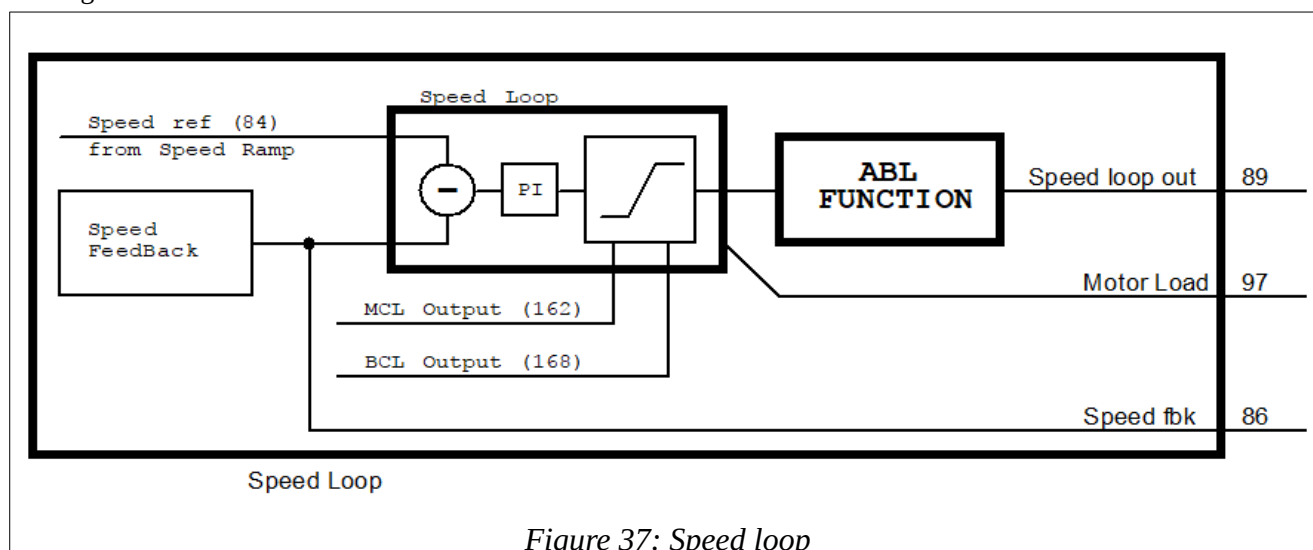 Speed Loop
Speed ref (84)
from Speed Ramp
−
PI
ABL
FUNCTION
Speed loop out 89
Speed
FeedBack
Motor Load 97
MCL Output (162)
BCL Output (168)
Speed fbk 86
Speed Loop
Figure 37: Speed loop